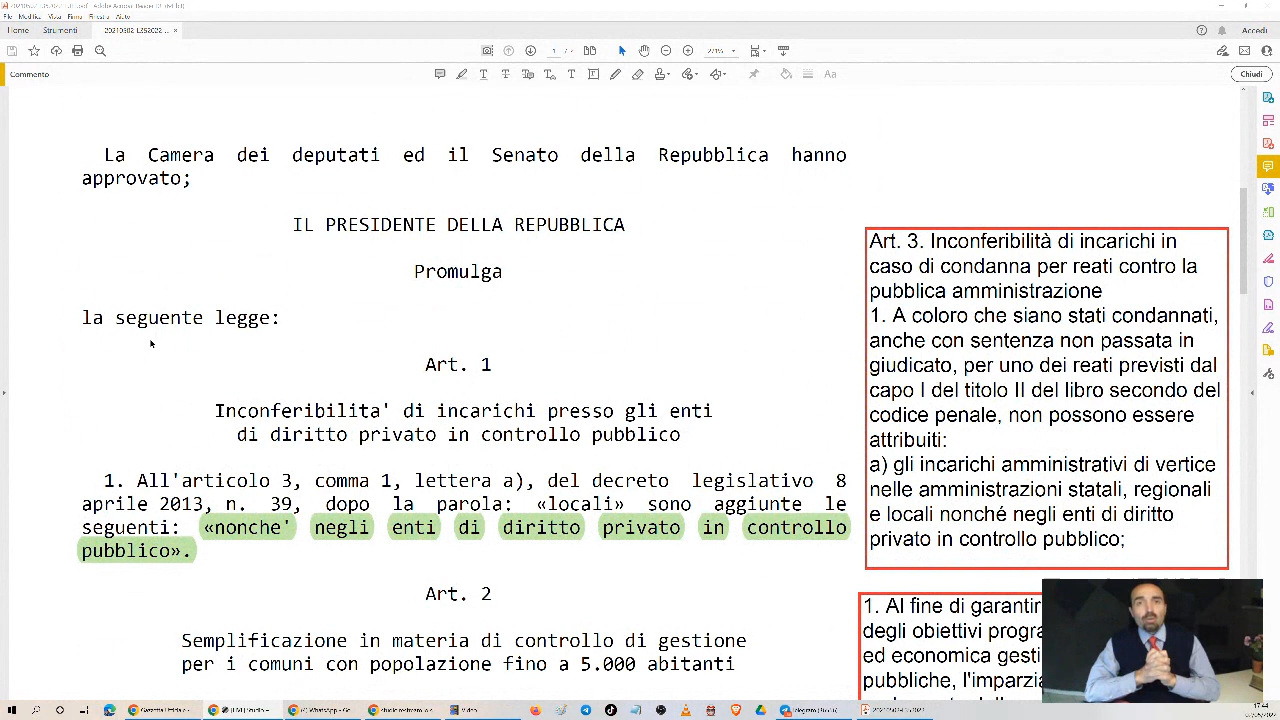 Modifica Vista Firma Finestra Aiuto
Home Strumenti
Accedi
Commento
Chiudi
La Camera dei deputati ed il Senato della Repubblica hanno
approvato;
IL PRESIDENTE DELLA REPUBBLICA
Promulga
la seguente legge:
Art. 1
Inconferibilita' di incarichi presso gli enti
di diritto privato in controllo pubblico
1. All'articolo 3, comma 1, lettera a), del decreto legislativo 8
aprile 2013, n. 39, dopo la parola: «locali» sono aggiunte le
seguenti: «nonche' negli enti di diritto privato in controllo
pubblico».
Art. 2
Semplificazione in materia di controllo di gestione
per i comuni con popolazione fino a 5.000 abitanti
Art. 3. Inconferibilità di incarichi in
caso di condanna per reati contro la
pubblica amministrazione
1. A coloro che siano stati condannati,
anche con sentenza non passata in
giudicato, per uno dei reati previsti dal
capo I del titolo II del libro secondo del
codice penale, non possono essere
attribuiti:
a) gli incarichi amministrativi di vertice
nelle amministrazioni statali, regionali
e locali nonché negli enti di diritto
privato in controllo pubblico;
1. Al fine di garantir
degli obiettivi progra
ed economica gesti
pubbliche, l'imparzia
Video
17:44